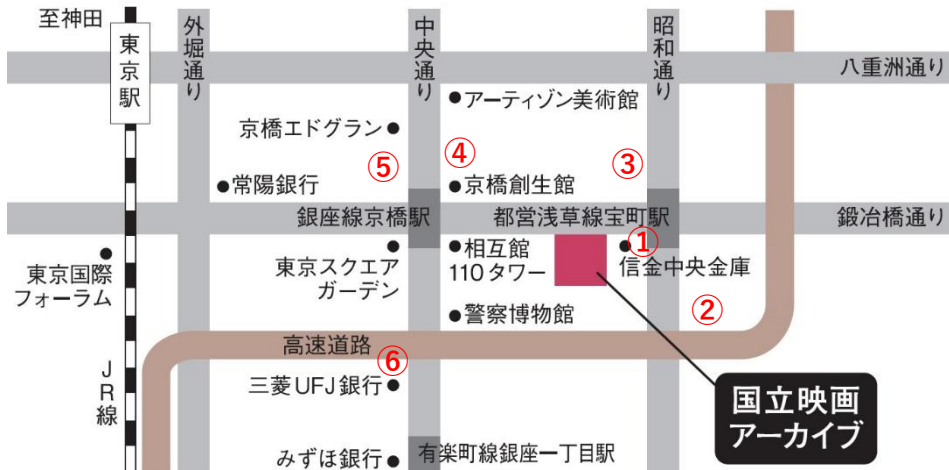 至神田
東京駅
外堀通り
中央通り
昭和通り
八重洲通り
アーティゾン美術館
京橋エドグラン
⑤
④
③
常陽銀行
京橋創生館
銀座線京橋駅
都営浅草線宝町駅
鍛冶橋通り
東京国際
フォーラム
東京スクエア
ガーデン
相互館
110タワー
①
信金中央金庫
警察博物館
②
高速道路
⑥
JR線
三菱UFJ銀行
国立映画
アーカイブ
みずほ銀行
有楽町線銀座一丁目駅